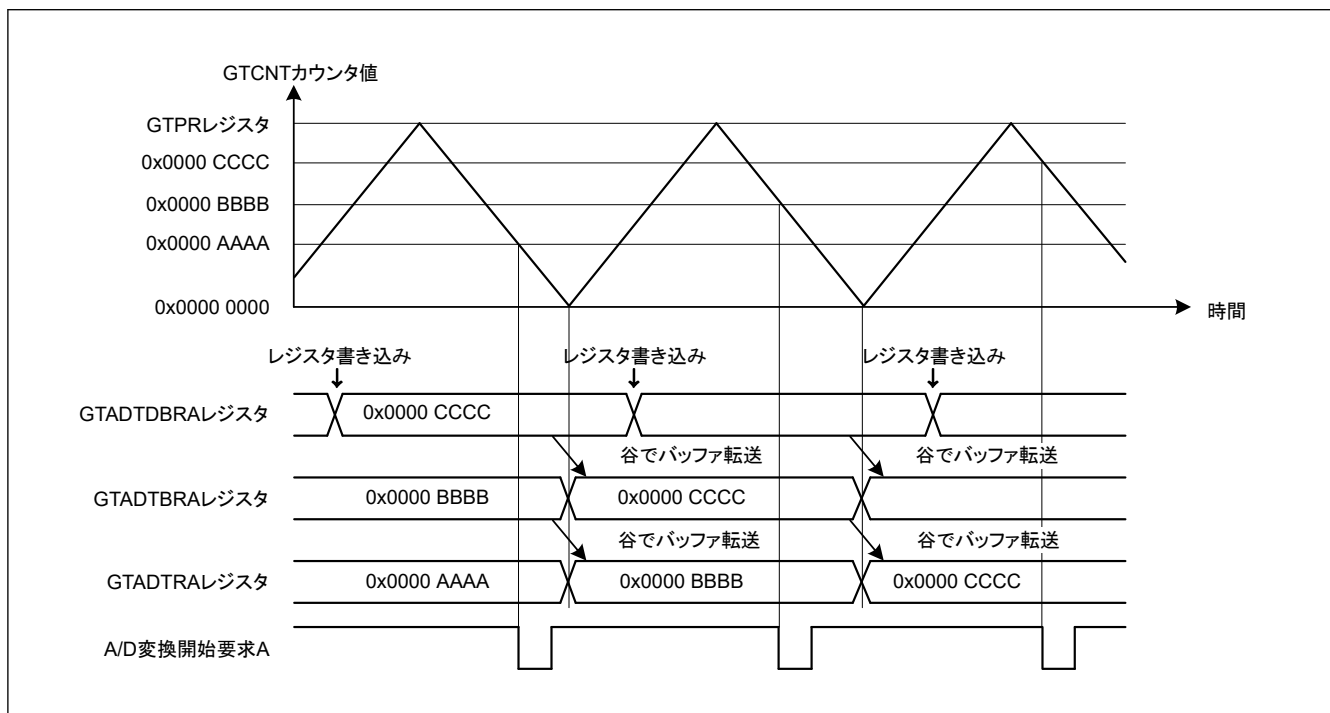 GTCNTカウンタ値
GTPRレジスタ
0x0000 CCCC
0x0000 BBBB
0x0000 AAAA
0x0000 0000
時間
レジスタ書き込み
レジスタ書き込み
レジスタ書き込み
GTADTDBRAレジスタ
0x0000 CCCC
谷でバッファ転送
谷でバッファ転送
GTADTBRAレジスタ
0x0000 BBBB
0x0000 CCCC
谷でバッファ転送
谷でバッファ転送
GTADTRAレジスタ
0x0000 AAAA
0x0000 BBBB
0x0000 CCCC
A/D変換開始要求A